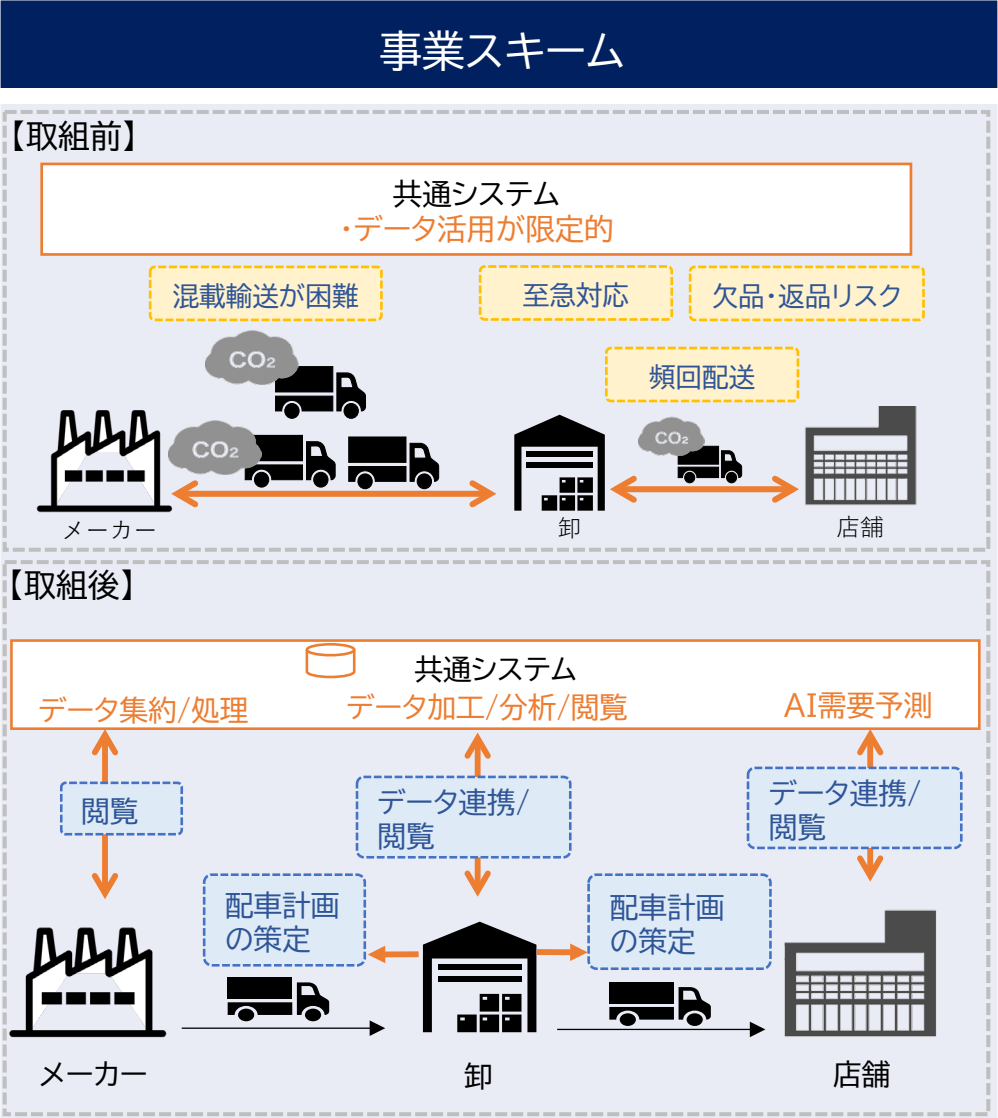 事業スキーム
【取組前】
共通システム
・データ活用が限定的
混載輸送が困難
至急対応
欠品・返品リスク
頻回配送
CO₂
CO₂
CO₂
メーカー
卸
店舗
【取組後】
共通システム
データ集約/処理
データ加工/分析/閲覧
AI需要予測
閲覧
データ連携/
閲覧
データ連携/
閲覧
配車計画
の策定
配車計画
の策定
メーカー
卸
店舗